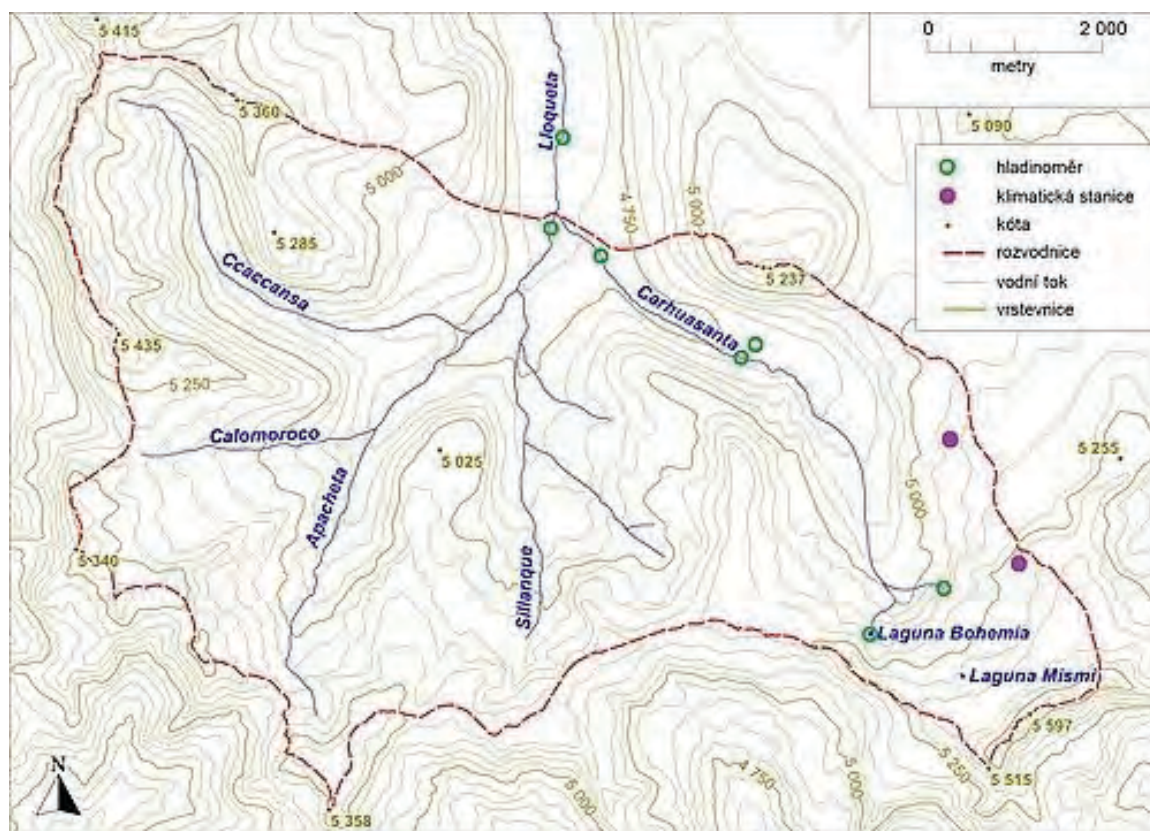 5 415
0 2 000
metry
5 360
Lloqueta
5 090
hladinoměr
klimatická stanice
kóta
rozvodnice
vodní tok
vrstevnice
5 000
4 750
5 000
5 285
Ccaccansa
5 237
Carhuasanta
5 435
5 250
Calomoroco
5 025
5 255
Apacheta
5 000
5 340
Sillanque
Laguna Bohemia
Laguna Mismi
5 597
N
4 750
5 000
5 250
5 515
5 000
5 358